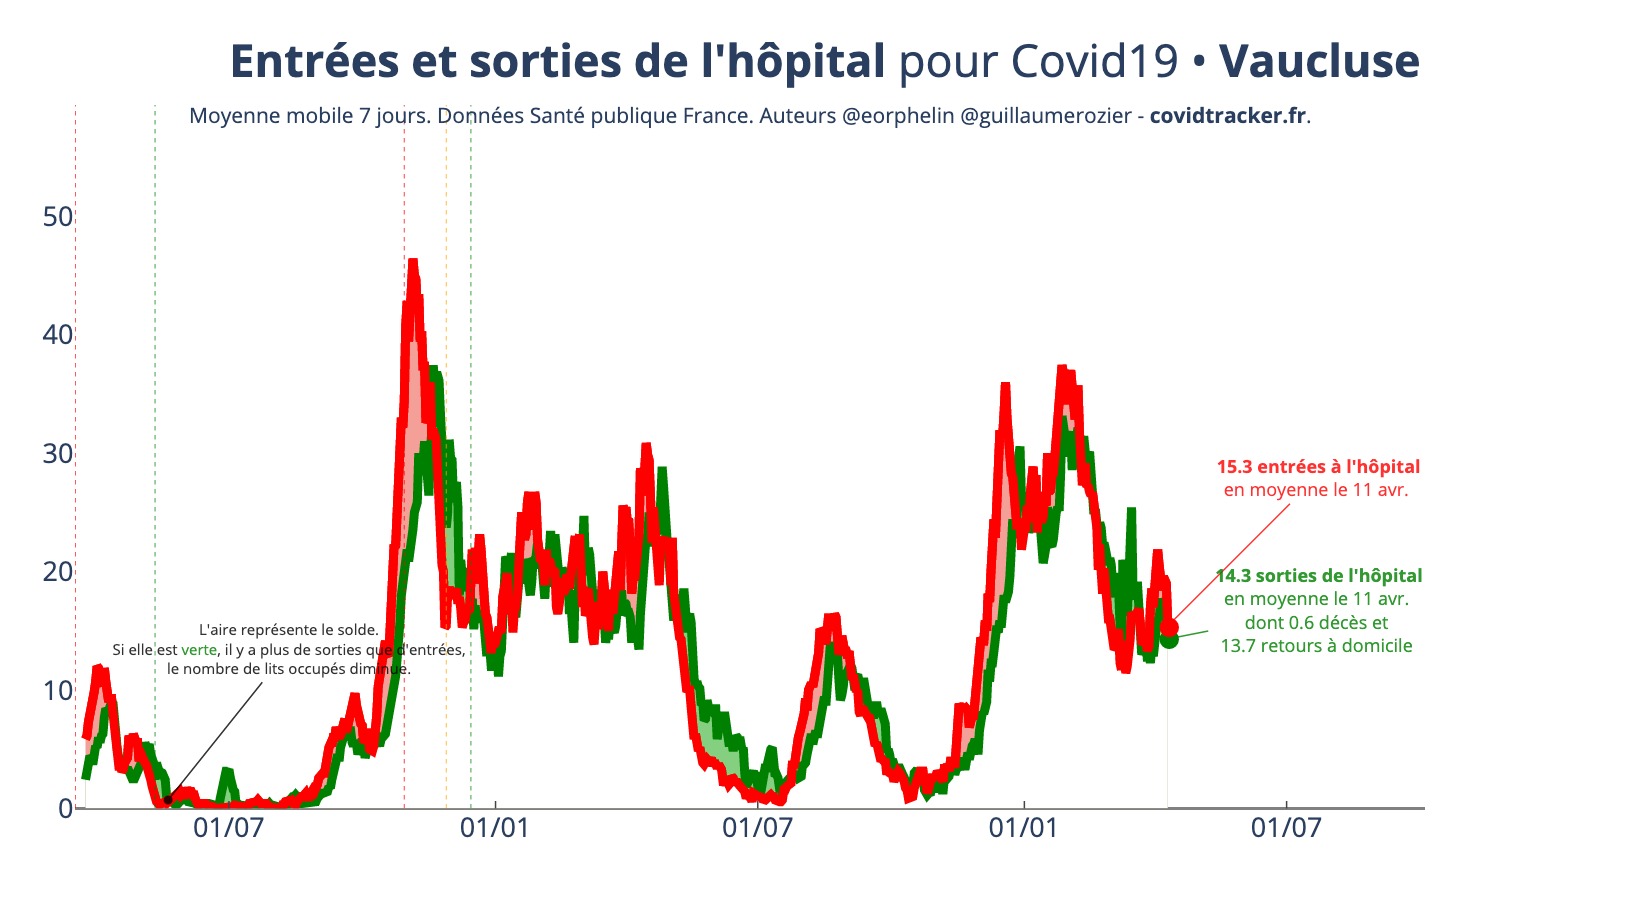 Entrées et sorties de l'hôpital pour Covid19 • Vaucluse
Moyenne mobile 7 jours. Données Santé publique France. Auteurs @eorphelin @guillaumerozier - covidtracker.fr.
50
40
30
20
10
0
15.3 entrées à l'hôpital
en moyenne le 11 avr.
14.3 sorties de l'hôpital
en moyenne le 11 avr.
dont 0.6 décès et
13.7 retours à domicile
L'aire représente le solde.
Si elle est verte, il y a plus de sorties que d'entrées,
le nombre de lits occupés diminue.
01/07
01/01
01/07
01/01
01/07